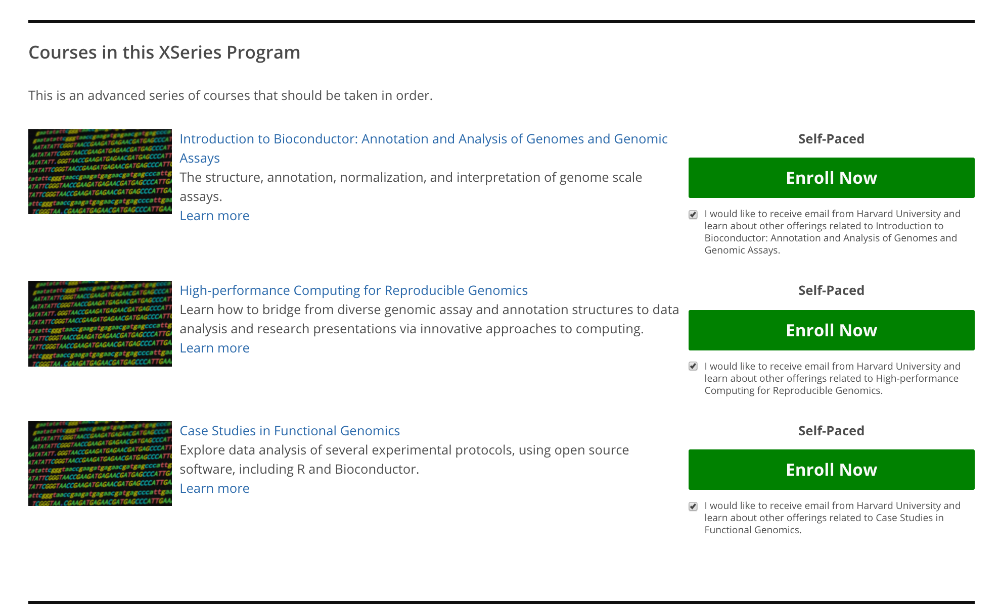 Courses in this XSeries Program
This is an advanced series of courses that should be taken in order.
Introduction to Bioconductor: Annotation and Analysis of Genomes and Genomic
Assays
The structure, annotation, normalization, and interpretation of genome scale
assays.
Learn more
Self-Paced
Enroll Now
I would like to receive email from Harvard University and
learn about other offerings related to Introduction to
Bioconductor: Annotation and Analysis of Genomes and
Genomic Assays.
High-performance Computing for Reproducible Genomics
Learn how to bridge from diverse genomic assay and annotation structures to data
analysis and research presentations via innovative approaches to computing.
Learn more
Self-Paced
Enroll Now
I would like to receive email from Harvard University and
learn about other offerings related to High-performance
Computing for Reproducible Genomics.
Case Studies in Functional Genomics
Explore data analysis of several experimental protocols, using open source
software, including R and Bioconductor.
Learn more
Self-Paced
Enroll Now
I would like to receive email from Harvard University and
learn about other offerings related to Case Studies in
Functional Genomics.